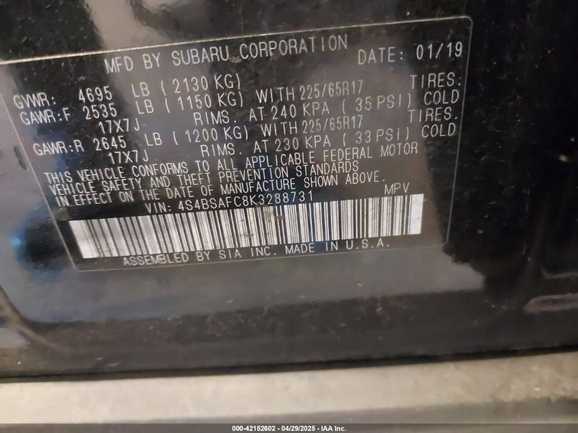 MFD BY SUBARU CORPORATION DATE: 01/19
GVWR: 4695 LB (2130 KG)
GAWR:F 2535 LB (1150 KG) WITH 225/65R17 TIRES.
17X7J RIMS. AT 240 KPA (35 PSI) COLD
GAWR:R 2645 LB (1200 KG) WITH 225/65R17 TIRES.
17X7J RIMS. AT 230 KPA (33 PSI) COLD
THIS VEHICLE CONFORMS TO ALL APPLICABLE FEDERAL MOTOR
VEHICLE SAFETY AND THEFT PREVENTION STANDARDS
IN EFFECT ON THE DATE OF MANUFACTURE SHOWN ABOVE.
VIN: 4S4BSAFC8K3288731 MPV
ASSEMBLED BY SIA INC. MADE IN U.S.A.
000-42152602 - 04/29/2025 - IAA Inc.